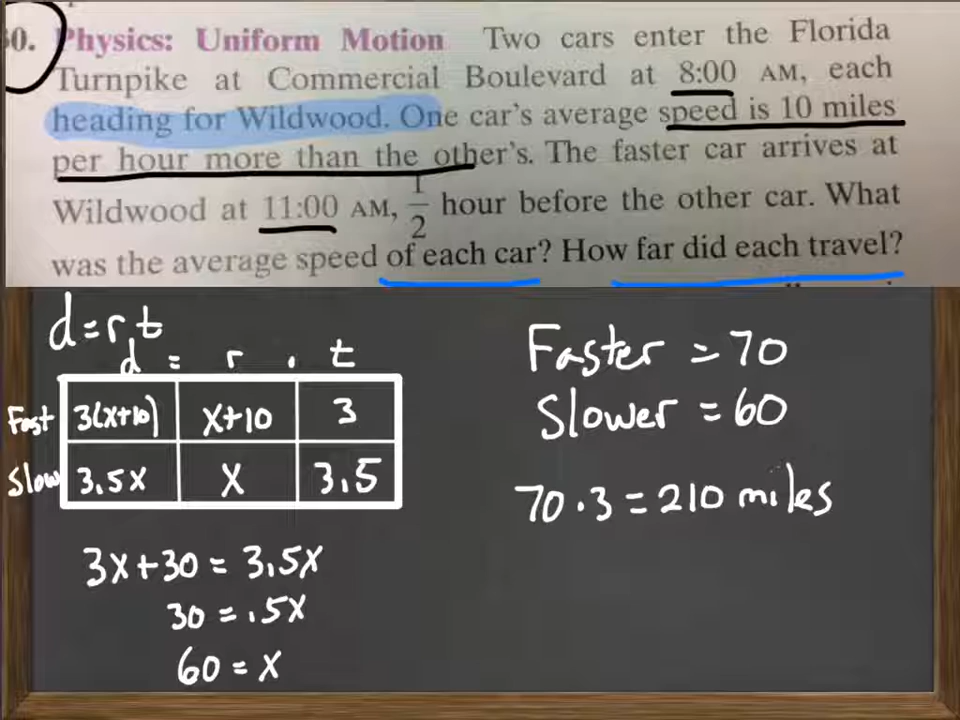 30. Physics: Uniform Motion Two cars enter the Florida
Turnpike at Commercial Boulevard at 8:00 AM, each
heading for Wildwood. One car's average speed is 10 miles
per hour more than the other's. The faster car arrives at
Wildwood at 11:00 AM, 1/2 hour before the other car. What
was the average speed of each car? How far did each travel?
d=r.t
d = r . t
Fast 3(x+10) x+10 3
Slow 3.5x x 3.5
3x+30 = 3.5x
30 = .5x
60 = x
Faster = 70
Slower = 60
70 · 3 = 210 miles